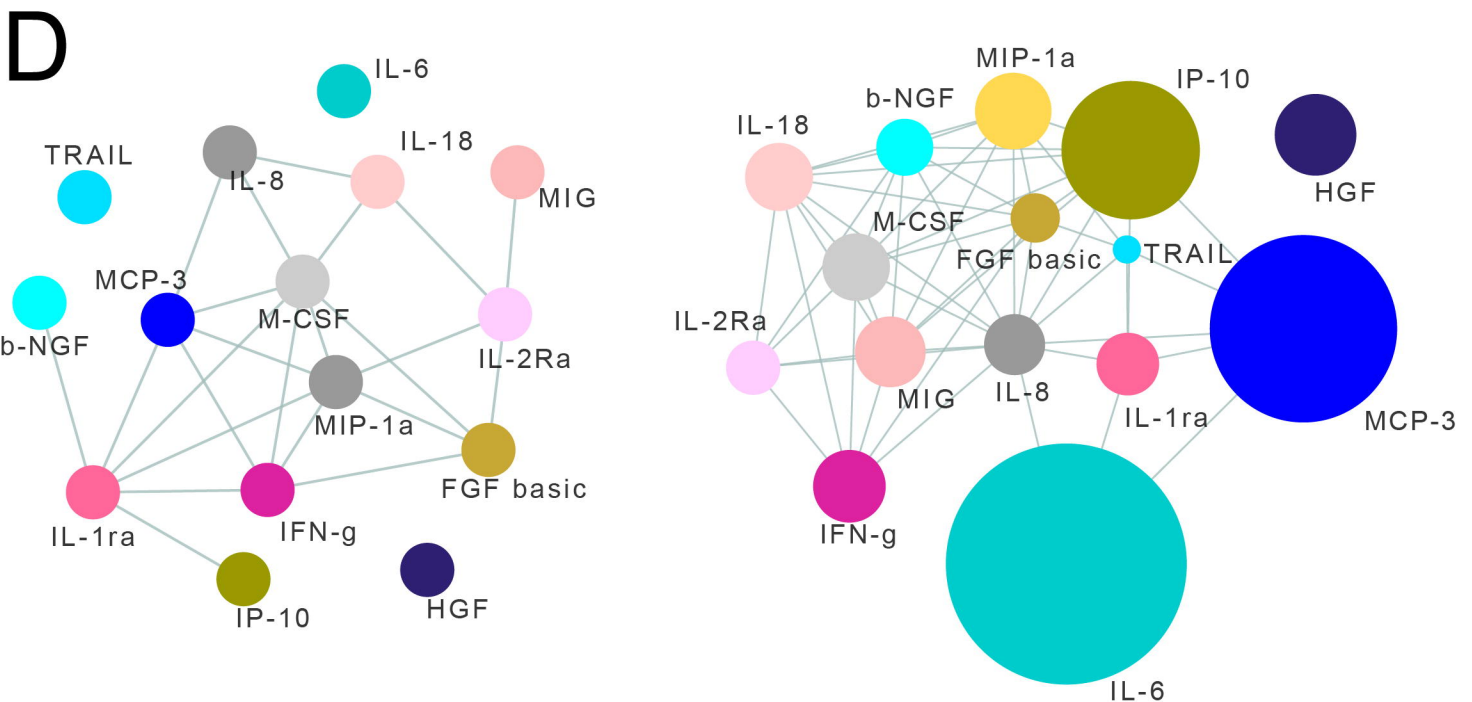 D
IL-6
IL-18
TRAIL
IL-8
MIG
MCP-3
M-CSF
b-NGF
IL-2Ra
MIP-1a
FGF basic
IL-1ra
IFN-g
IP-10
HGF
MIP-1a
IP-10
b-NGF
IL-18
HGF
M-CSF
FGF basic
TRAIL
IL-2Ra
MIG
IL-8
IL-1ra
MCP-3
IFN-g
IL-6